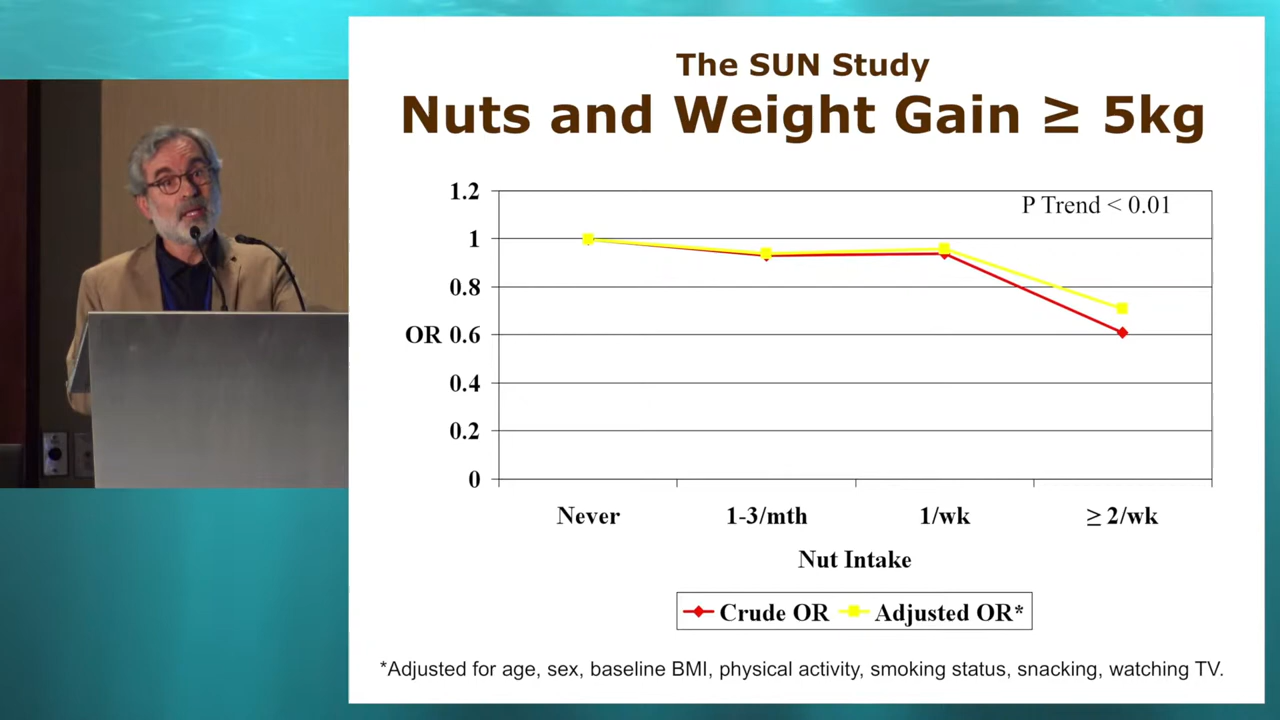 The SUN Study
Nuts and Weight Gain ≥ 5kg
P Trend < 0.01
1.2
1
0.8
OR 0.6
0.4
0.2
0
Never 1-3/mth 1/wk ≥ 2/wk
Nut Intake
Crude OR Adjusted OR*
*Adjusted for age, sex, baseline BMI, physical activity, smoking status, snacking, watching TV.